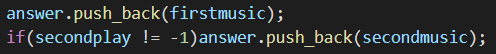 answer.push_back(firstmusic);
if(secondplay != -1)answer.push_back(secondmusic);